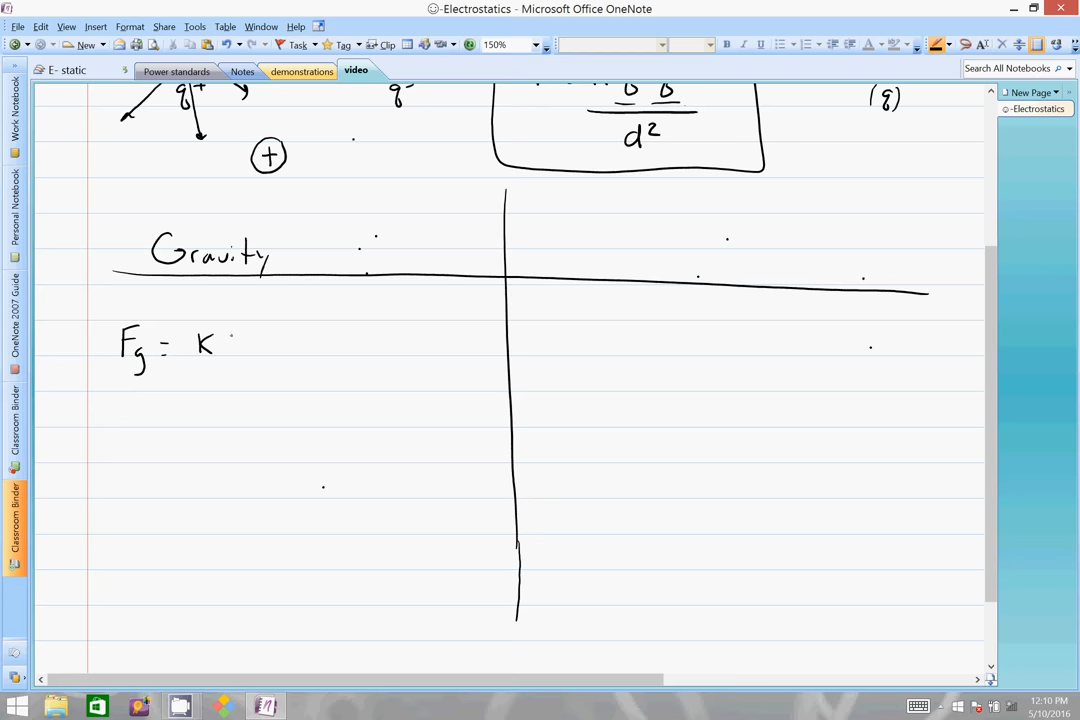 ☺-Electrostatics - Microsoft Office OneNote
File Edit View Insert Format Share Tools Table Window Help
New Task Tag Clip 150% B I U
E- static Power standards Notes demonstrations video Search All Notebooks
New Page
☺-Electrostatics
Work Notebook
Personal Notebook
OneNote 2007 Guide
Classroom Binder
Classroom Binder
q+ q- (q)
d²
+
Gravity
Fg = K
12:10 PM
5/10/2016